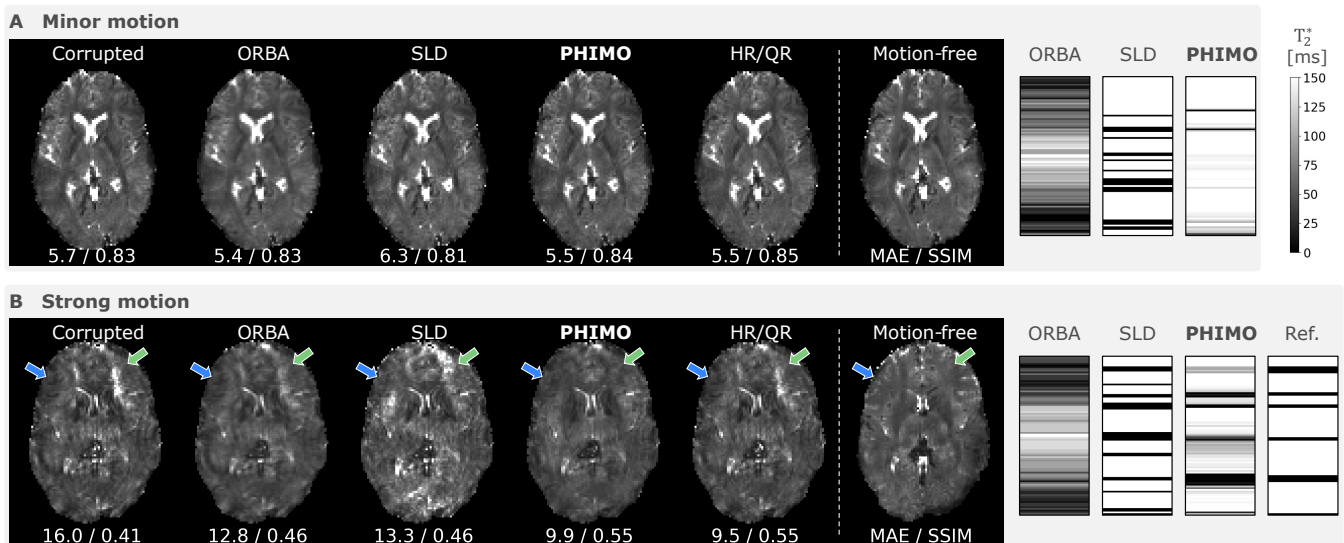 A Minor motion
Corrupted ORBA SLD PHIMO HR/QR Motion-free
5.7 / 0.83 5.4 / 0.83 6.3 / 0.81 5.5 / 0.84 5.5 / 0.85 MAE / SSIM
ORBA SLD PHIMO
T₂*
[ms]
150
125
100
75
50
25
0
B Strong motion
Corrupted ORBA SLD PHIMO HR/QR Motion-free
16.0 / 0.41 12.8 / 0.46 13.3 / 0.46 9.9 / 0.55 9.5 / 0.55 MAE / SSIM
ORBA SLD PHIMO Ref.